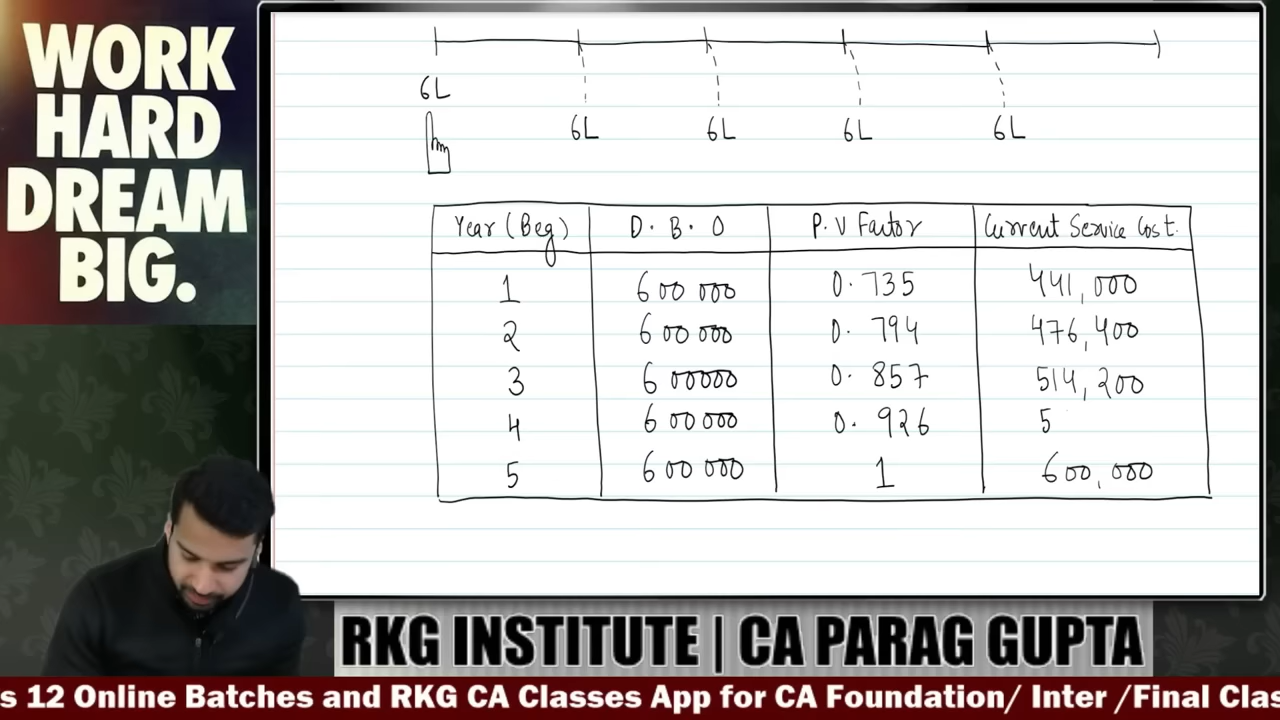 WORK
HARD
DREAM
BIG.
6L
6L 6L 6L 6L
Year (Beg) D. B. O P. V Factor Current Service Cost.
1 600 000 0. 735 441, 000
2 600 000 0. 794 476, 400
3 6 00000 0. 857 514, 200
4 600 000 0. 926 5
5 600 000 1 600, 000
RKG INSTITUTE | CA PARAG GUPTA
s 12 Online Batches and RKG CA Classes App for CA Foundation/ Inter /Final Clas